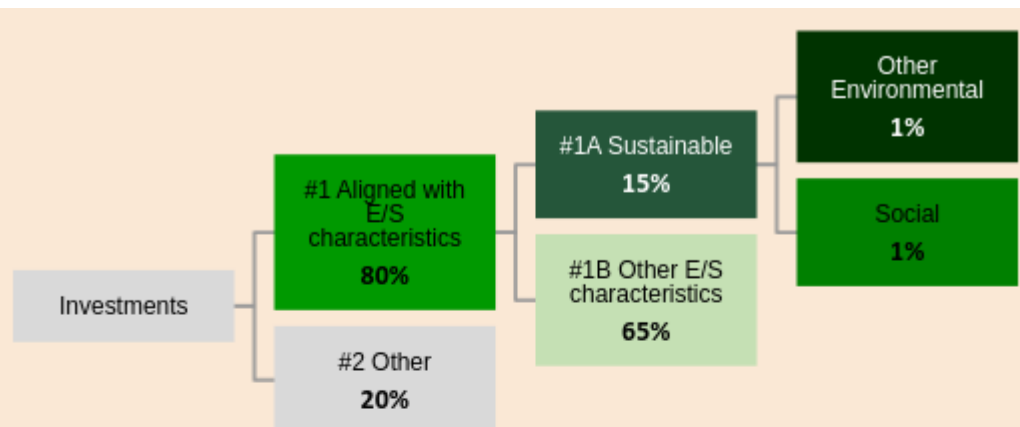 Investments
#1 Aligned with
E/S
characteristics
80%
#2 Other
20%
#1A Sustainable
15%
#1B Other E/S
characteristics
65%
Other
Environmental
1%
Social
1%